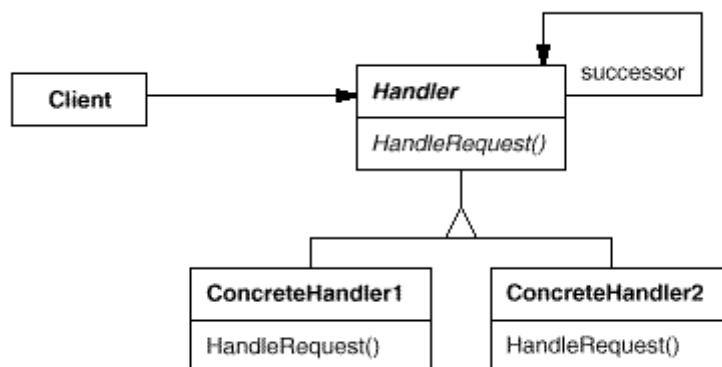 successor
Client
Handler
HandleRequest()
ConcreteHandler1
ConcreteHandler2
HandleRequest()
HandleRequest()